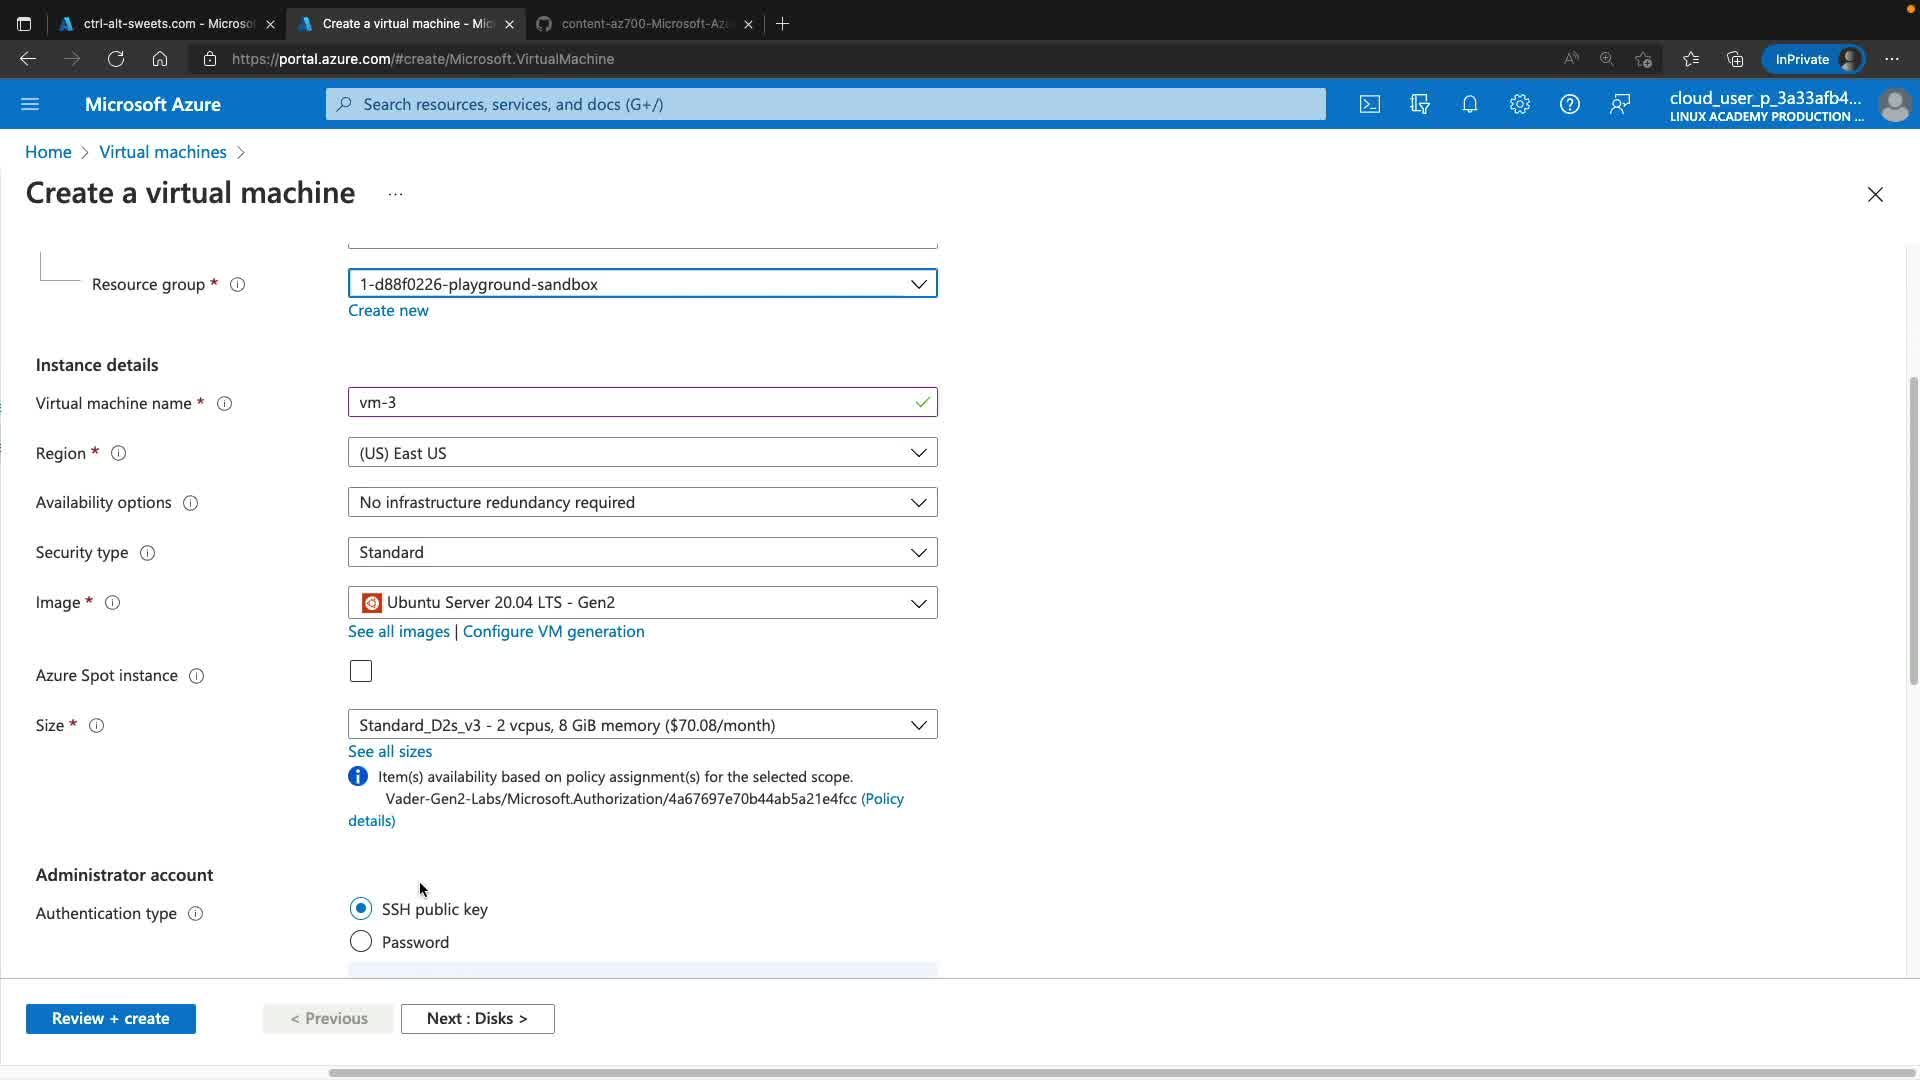 ctrl-alt-sweets.com - Microso
Create a virtual machine - Mic
content-az700-Microsoft-Az
https://portal.azure.com/#create/Microsoft.VirtualMachine
InPrivate
Microsoft Azure
Search resources, services, and docs (G+/)
cloud_user_p_3a33afb4...
LINUX ACADEMY PRODUCTION ...
Home > Virtual machines >
Create a virtual machine ...
Resource group * 1-d88f0226-playground-sandbox
Create new
Instance details
Virtual machine name * vm-3
Region * (US) East US
Availability options No infrastructure redundancy required
Security type Standard
Image * Ubuntu Server 20.04 LTS - Gen2
See all images | Configure VM generation
Azure Spot instance
Size * Standard_D2s_v3 - 2 vcpus, 8 GiB memory ($70.08/month)
See all sizes
Item(s) availability based on policy assignment(s) for the selected scope.
Vader-Gen2-Labs/Microsoft.Authorization/4a67697e70b44ab5a21e4fcc (Policy
details)
Administrator account
Authentication type SSH public key
Password
Review + create < Previous Next : Disks >